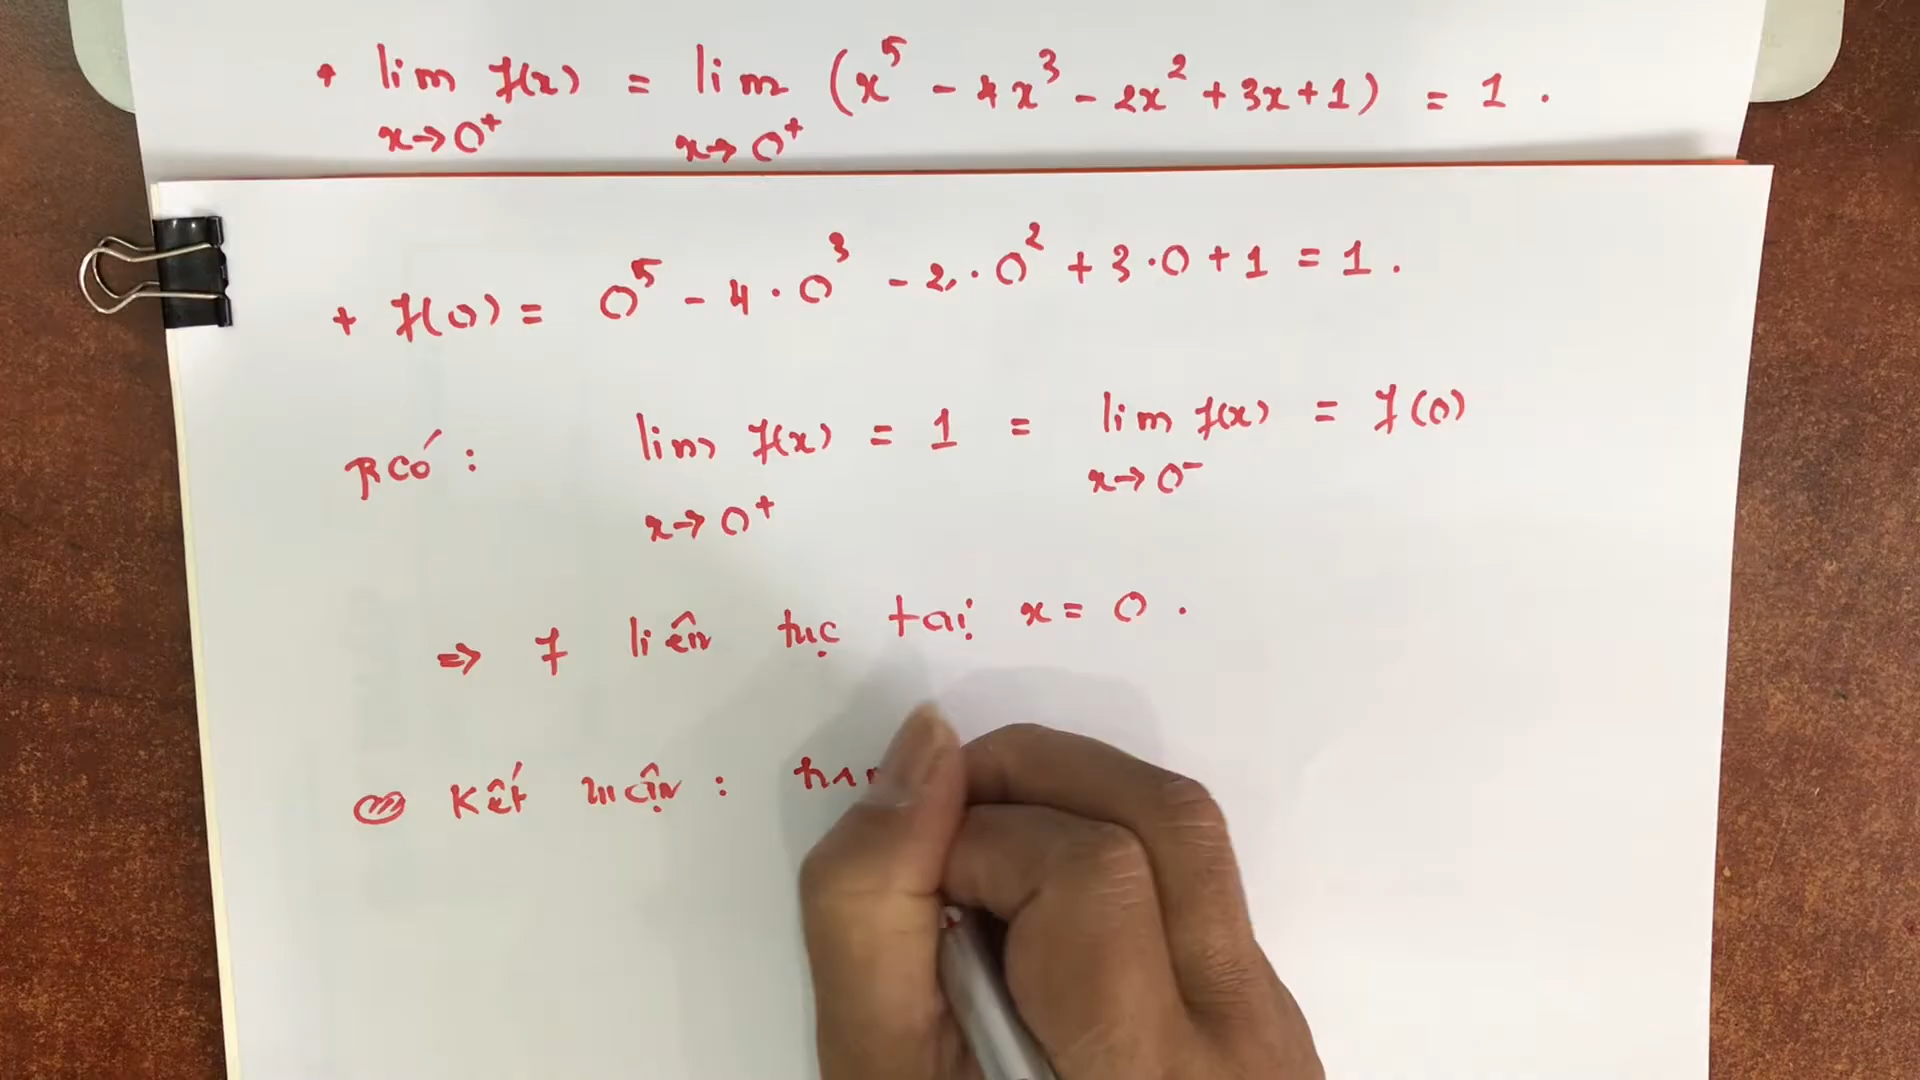 + lim f(x) = lim (x⁵ - 4x³ - 2x² + 3x + 1) = 1 .
x→0⁺ x→0⁺
+ f(0) = 0⁵ - 4 · 0³ - 2 · 0² + 3 · 0 + 1 = 1 .
có : lim f(x) = 1 = lim f(x) = f(0)
x→0⁺ x→0⁻
⇒ f liên tục tại x = 0 .
Kết luận :